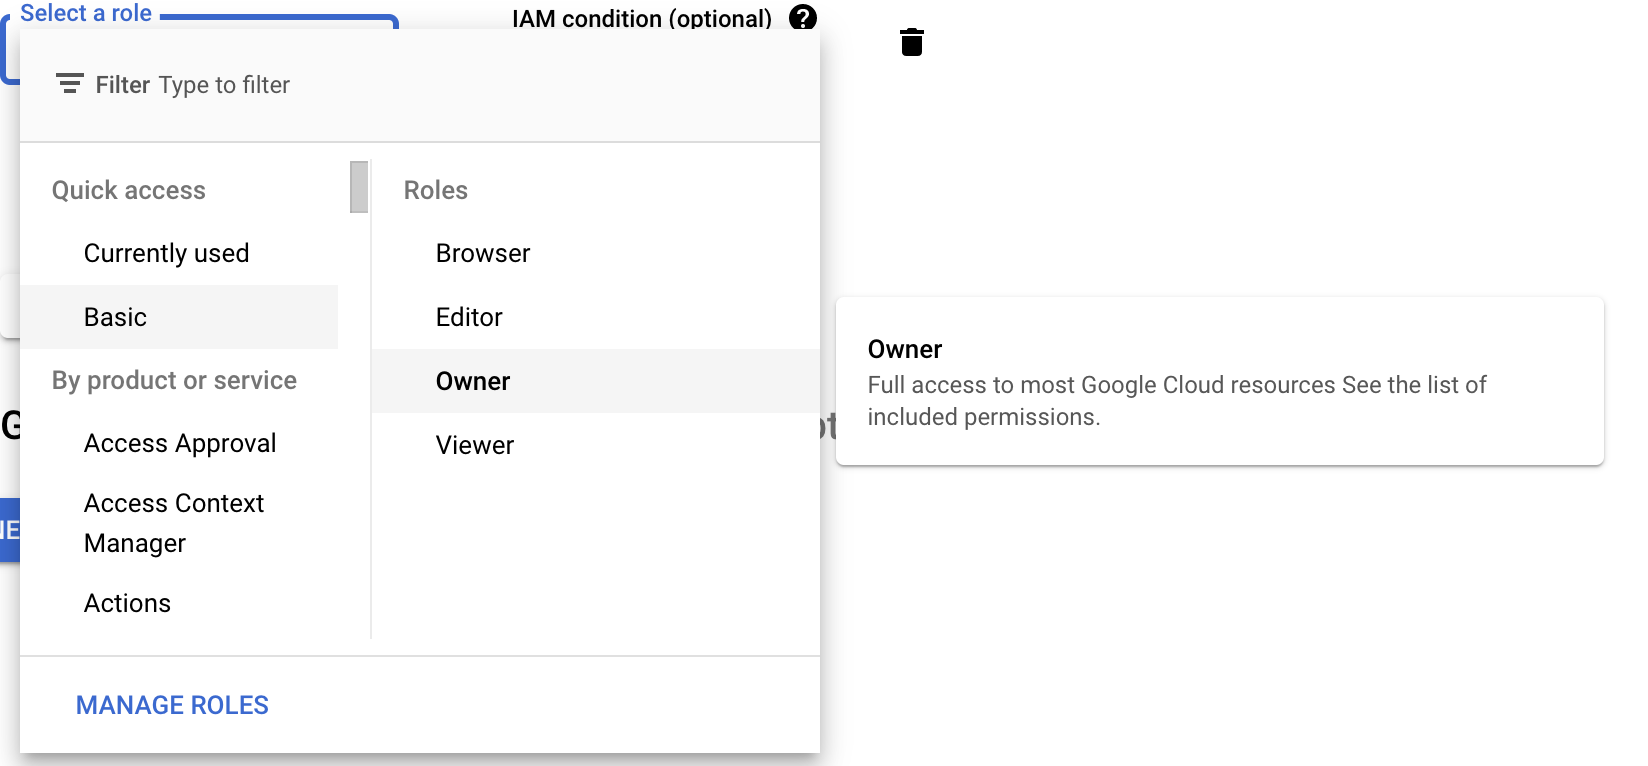 Select a role
IAM condition (optional)
Filter Type to filter
Quick access
Currently used
Basic
By product or service
Access Approval
Access Context
Manager
Actions
Roles
Browser
Editor
Owner
Viewer
Owner
Full access to most Google Cloud resources See the list of
included permissions.
MANAGE ROLES